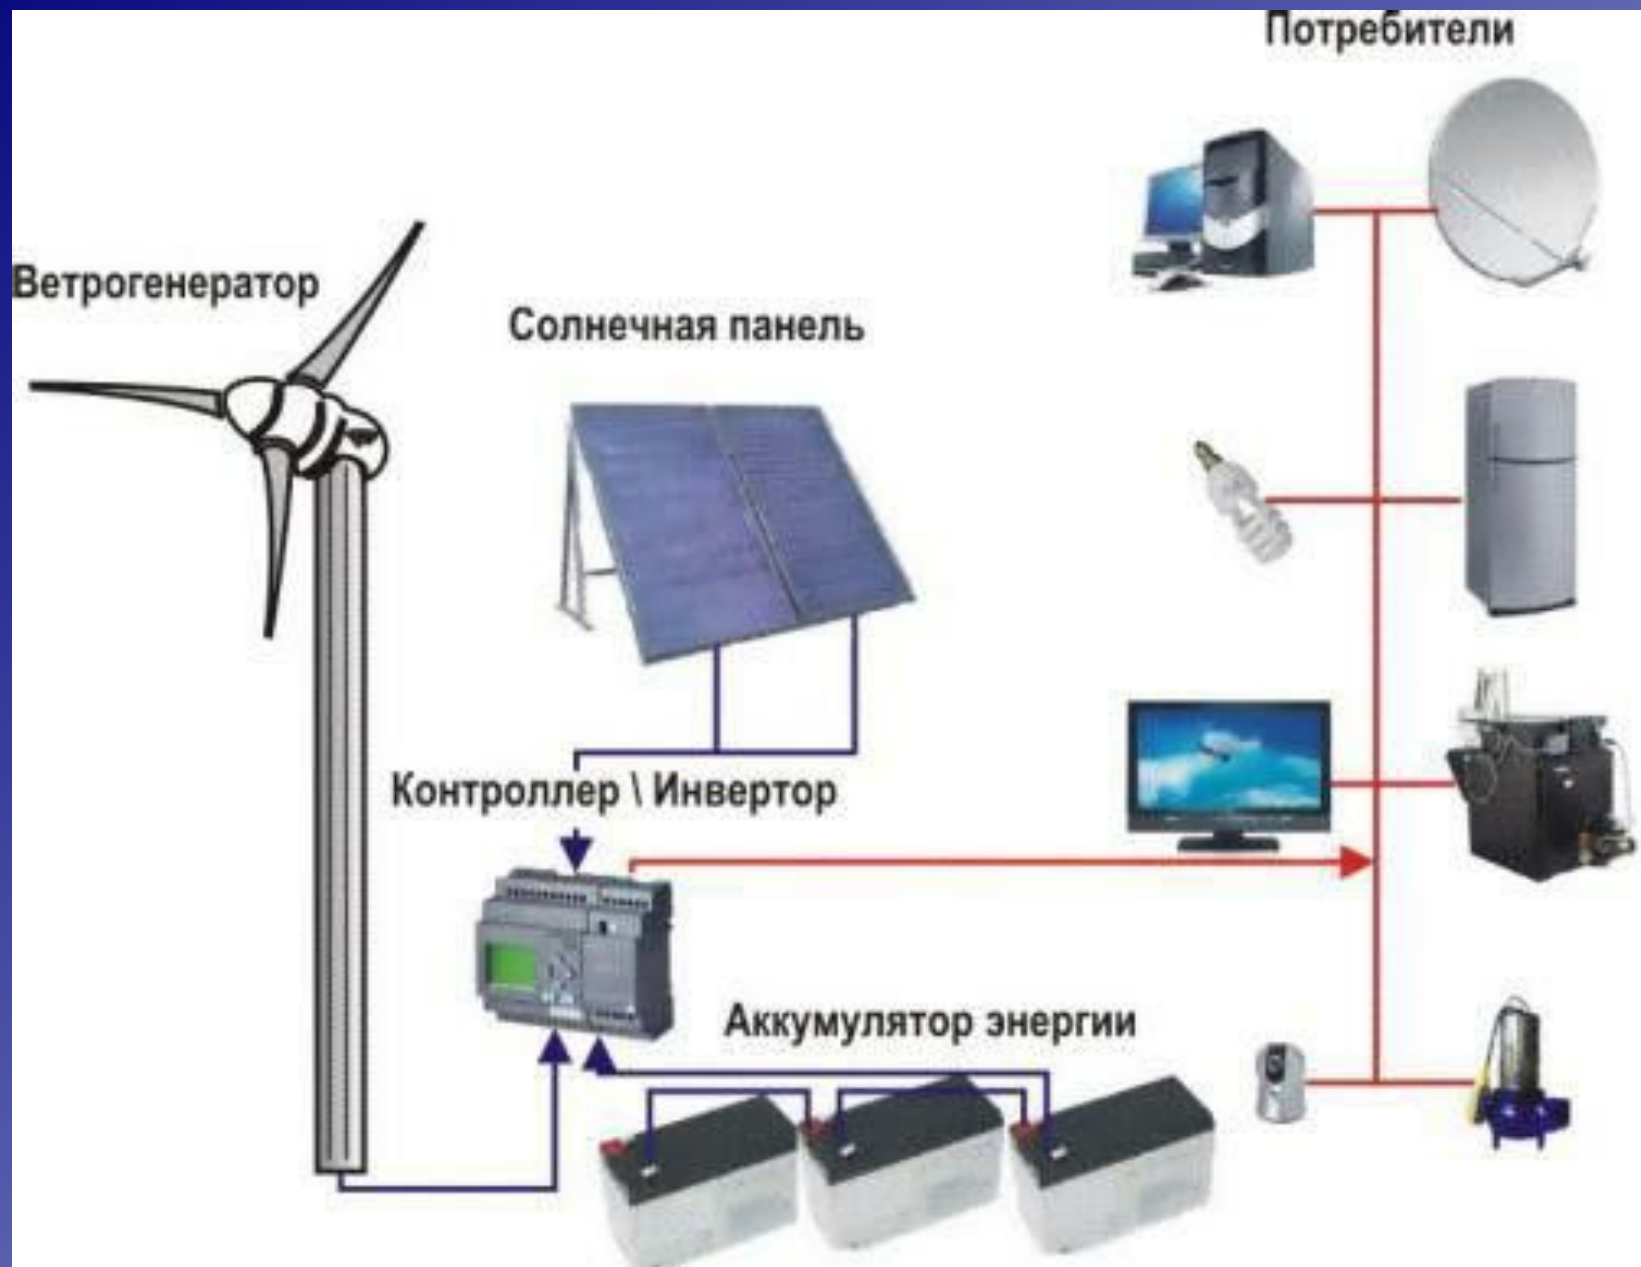 Потребители
Ветрогенератор
Солнечная панель
Контроллер \ Инвертор
Аккумулятор энергии